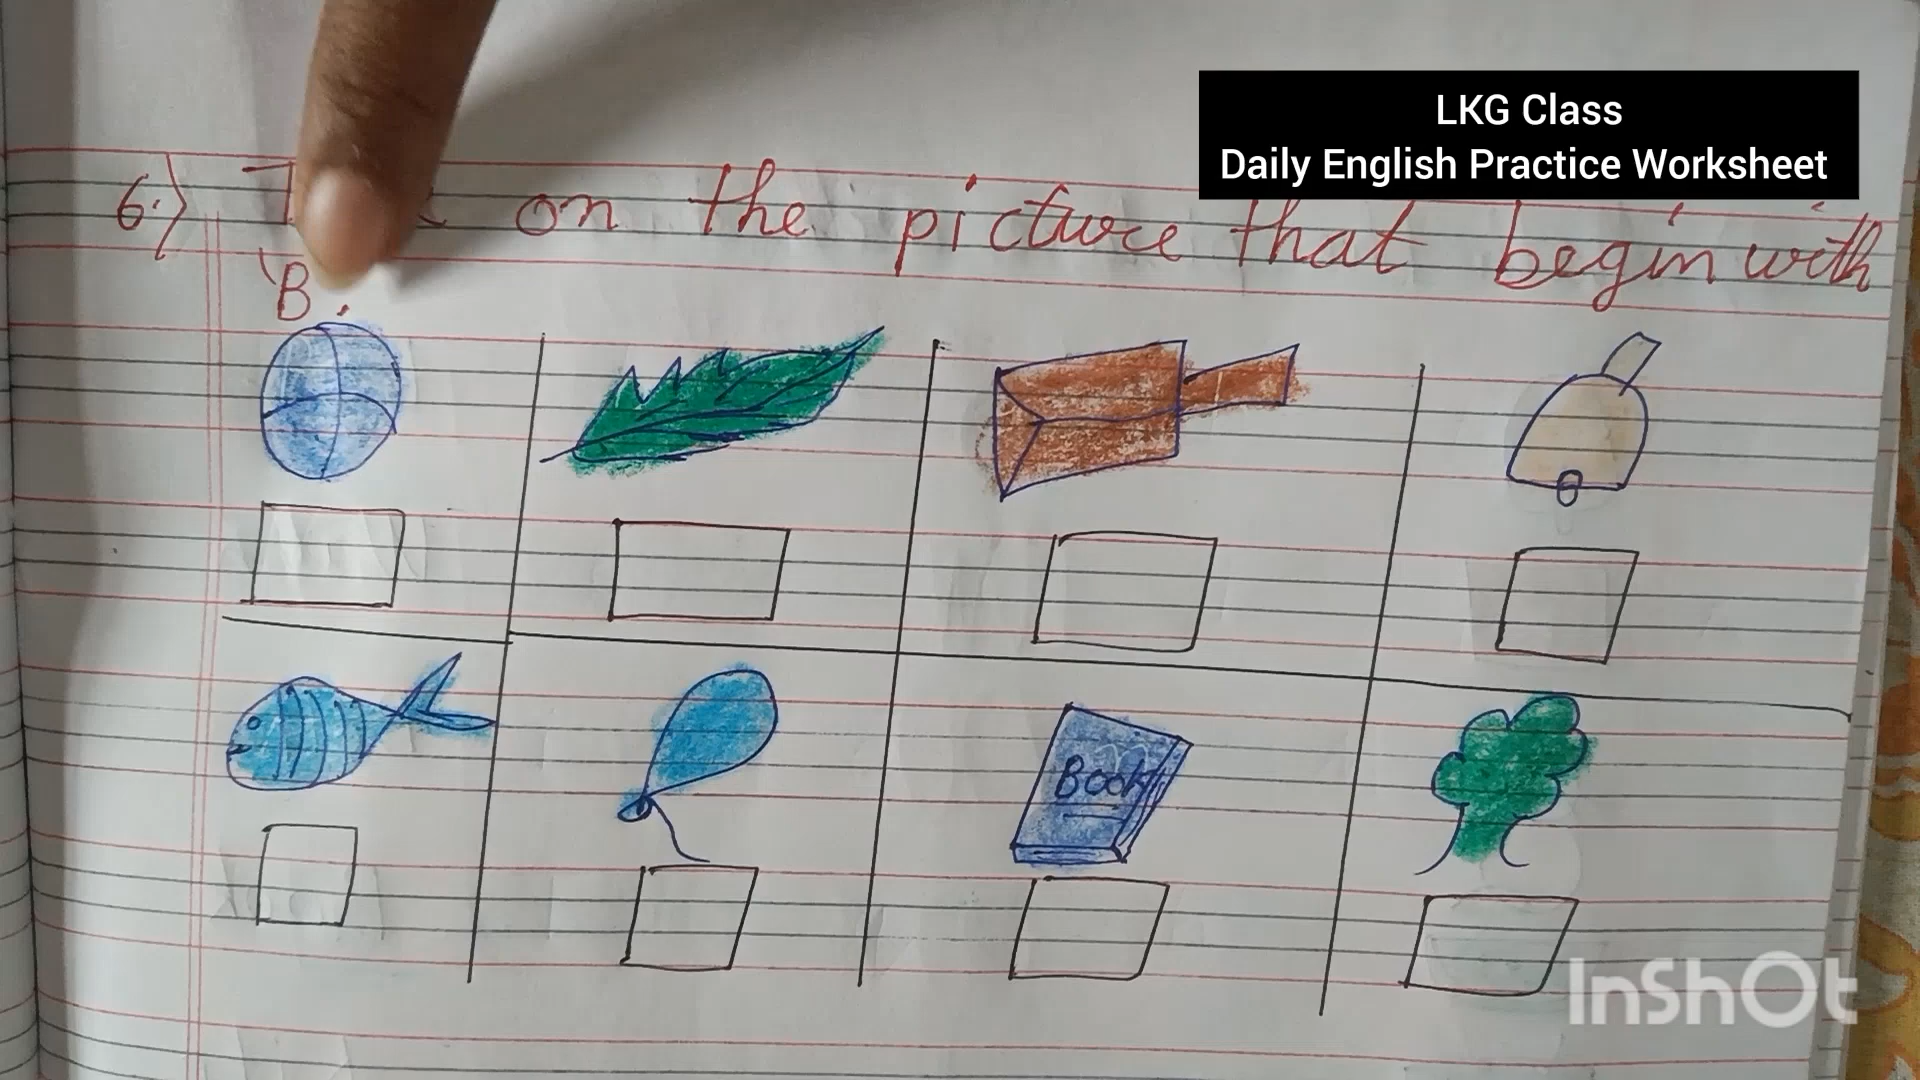 LKG Class
Daily English Practice Worksheet
6.) on the picture that begin with
'B'.
Book
InShOt